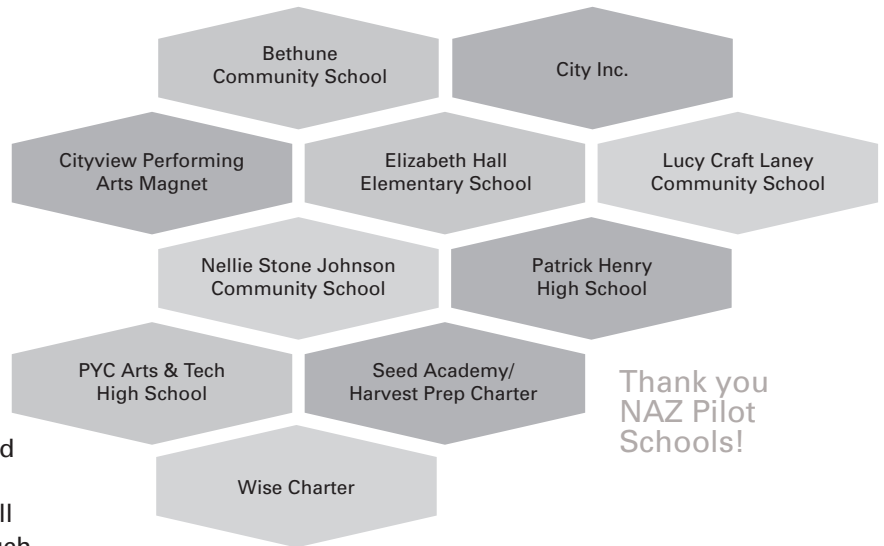 Bethune
Community School
City Inc.
Cityview Performing
Arts Magnet
Elizabeth Hall
Elementary School
Lucy Craft Laney
Community School
Nellie Stone Johnson
Community School
Patrick Henry
High School
PYC Arts & Tech
High School
Seed Academy/
Harvest Prep Charter
Thank you
NAZ Pilot
Schools!
Wise Charter